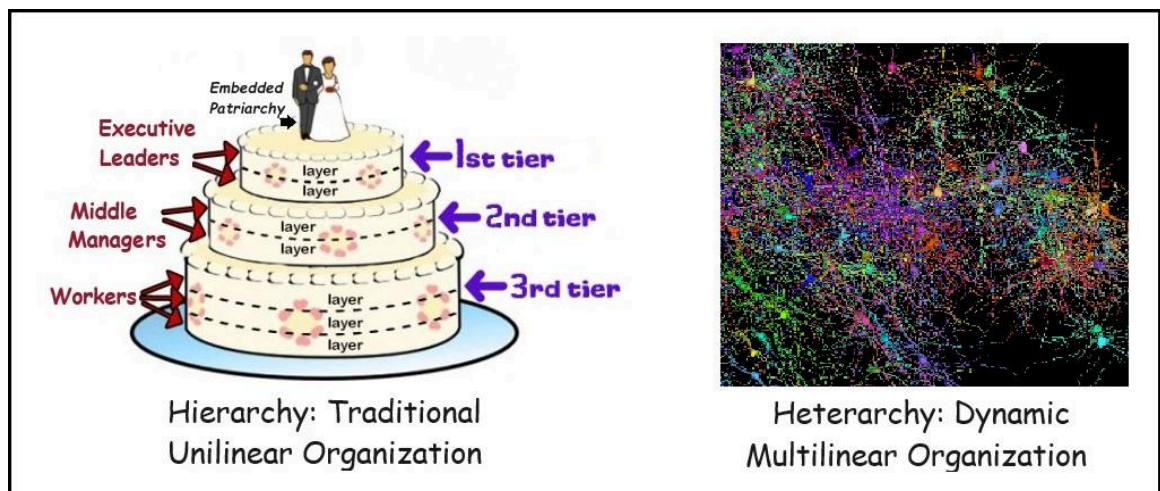 Embedded
Patriarchy
Executive
Leaders
1st tier
layer
layer
Middle
Managers
2nd tier
layer
layer
Workers
3rd tier
layer
layer
layer
Hierarchy: Traditional
Unilinear Organization
Heterarchy: Dynamic
Multilinear Organization